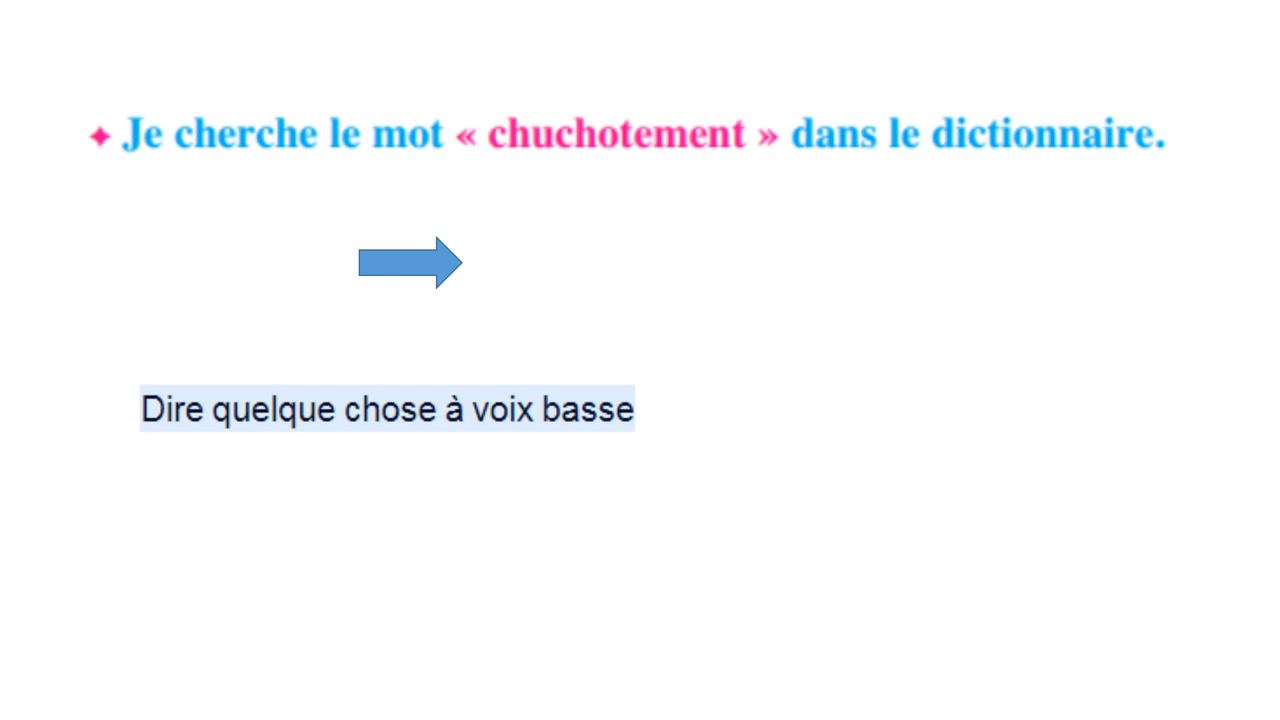 Je cherche le mot « chuchotement » dans le dictionnaire.
Dire quelque chose à voix basse